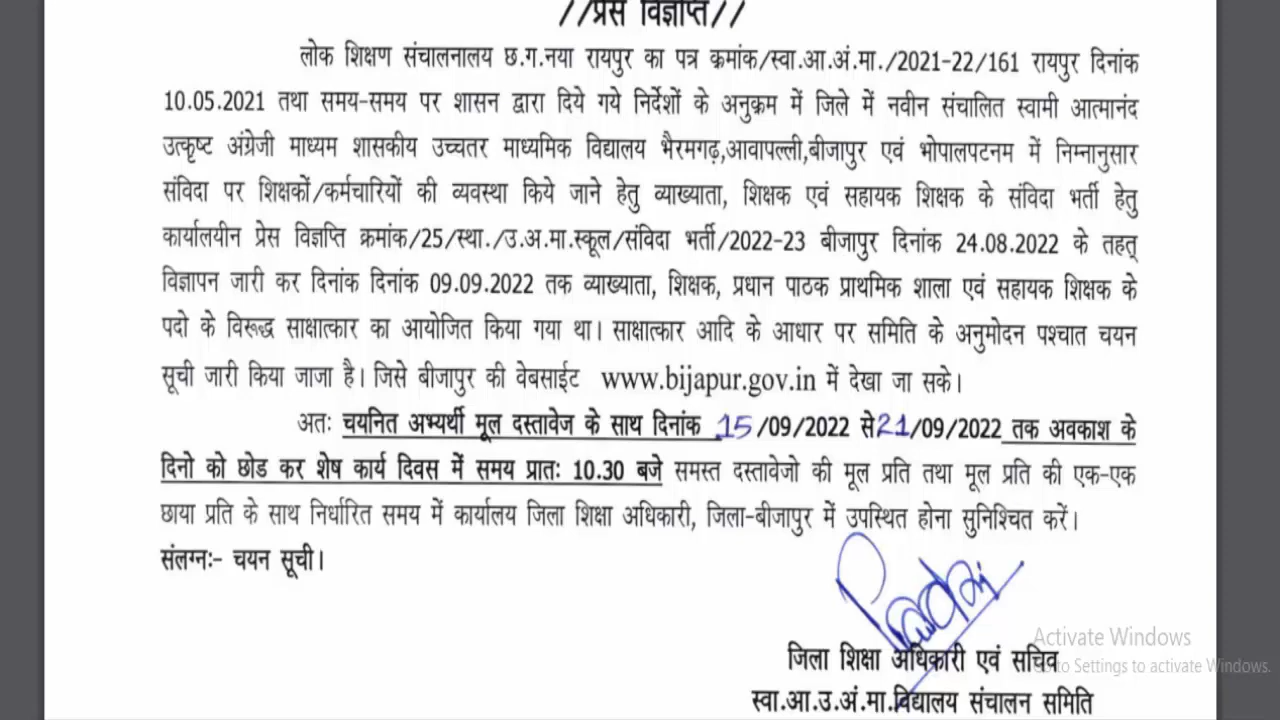 //प्रेस विज्ञप्ति//
लोक शिक्षण संचालनालय छ.ग.नया रायपुर का पत्र क्रमांक/स्वा.आ.अं.मा./2021-22/161 रायपुर दिनांक
10.05.2021 तथा समय-समय पर शासन द्वारा दिये गये निर्देशों के अनुक्रम में जिले में नवीन संचालित स्वामी आत्मानंद
उत्कृष्ट अंग्रेजी माध्यम शासकीय उच्चतर माध्यमिक विद्यालय भैरमगढ़,आवापल्ली,बीजापुर एवं भोपालपटनम में निम्नानुसार
संविदा पर शिक्षकों/कर्मचारियों की व्यवस्था किये जाने हेतु व्याख्याता, शिक्षक एवं सहायक शिक्षक के संविदा भर्ती हेतु
कार्यालयीन प्रेस विज्ञप्ति क्रमांक/25/स्था./उ.अ.मा.स्कूल/संविदा भर्ती/2022-23 बीजापुर दिनांक 24.08.2022 के तहत्
विज्ञापन जारी कर दिनांक दिनांक 09.09.2022 तक व्याख्याता, शिक्षक, प्रधान पाठक प्राथमिक शाला एवं सहायक शिक्षक के
पदो के विरूद्ध साक्षात्कार का आयोजित किया गया था। साक्षात्कार आदि के आधार पर समिति के अनुमोदन पश्चात चयन
सूची जारी किया जाजा है। जिसे बीजापुर की वेबसाईट www.bijapur.gov.in में देखा जा सके।
अतः चयनित अभ्यर्थी मूल दस्तावेज के साथ दिनांक 15/09/2022 से 21/09/2022 तक अवकाश के
दिनो को छोड कर शेष कार्य दिवस में समय प्रातः 10.30 बजे समस्त दस्तावेजो की मूल प्रति तथा मूल प्रति की एक-एक
छाया प्रति के साथ निर्धारित समय में कार्यालय जिला शिक्षा अधिकारी, जिला-बीजापुर में उपस्थित होना सुनिश्चित करें।
संलग्नः- चयन सूची।
जिला शिक्षा अधिकारी एवं सचिव
स्वा.आ.उ.अं.मा.विद्यालय संचालन समिति
Activate Windows
Go to Settings to activate Windows.